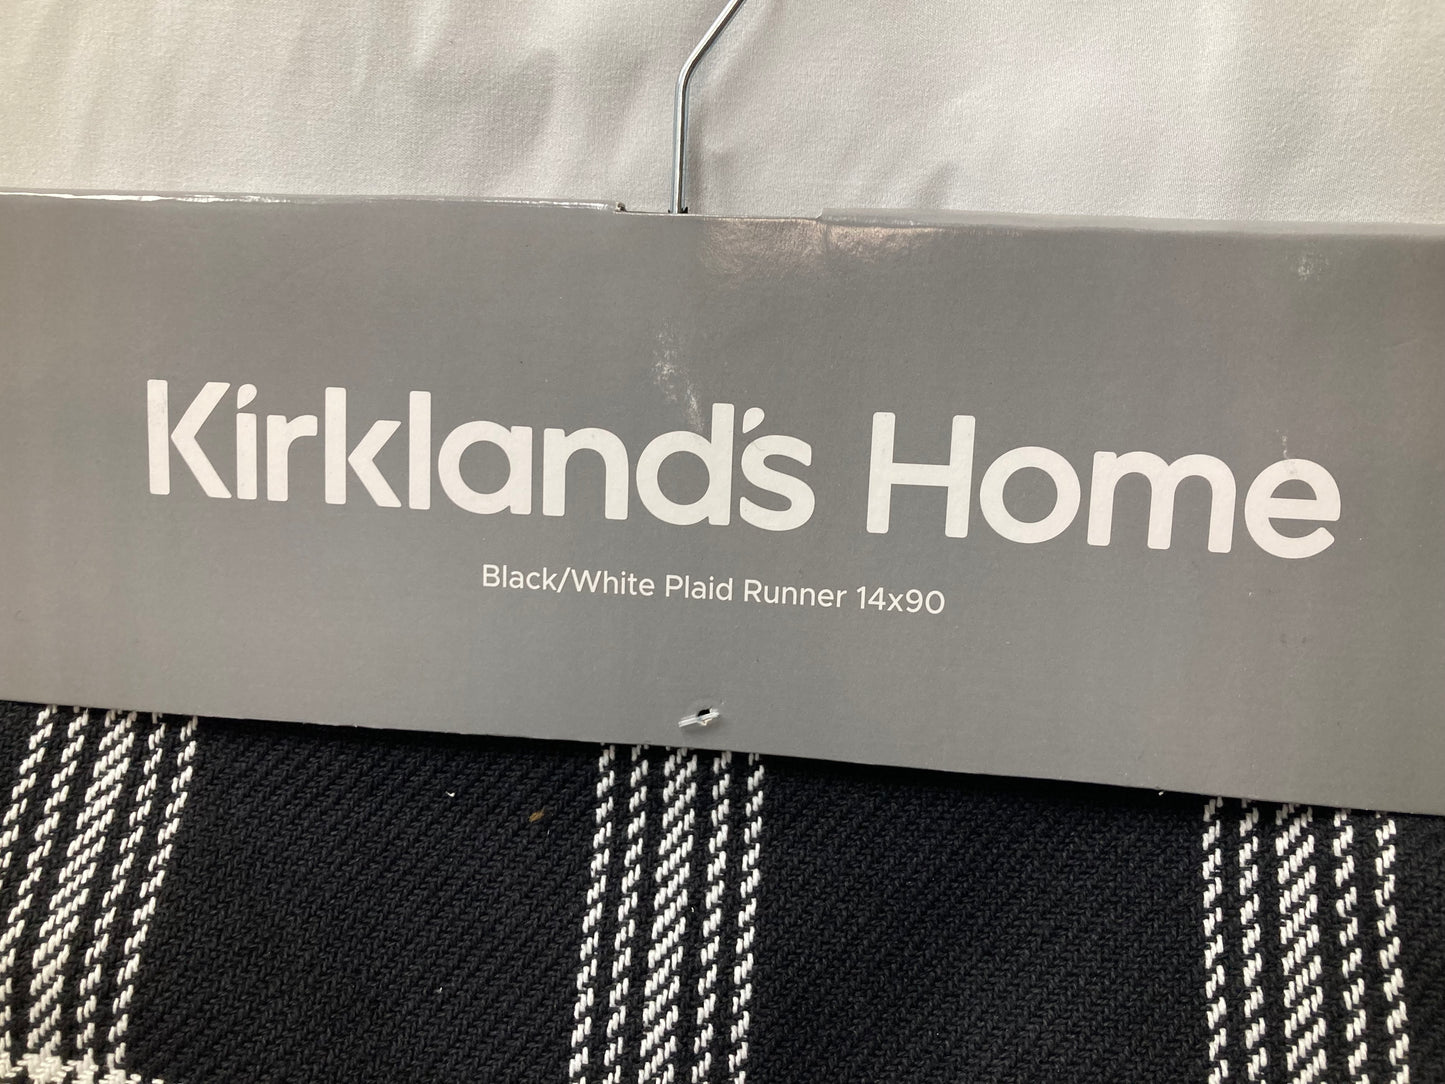 Kirkland's Home
Black/White Plaid Runner 14x90